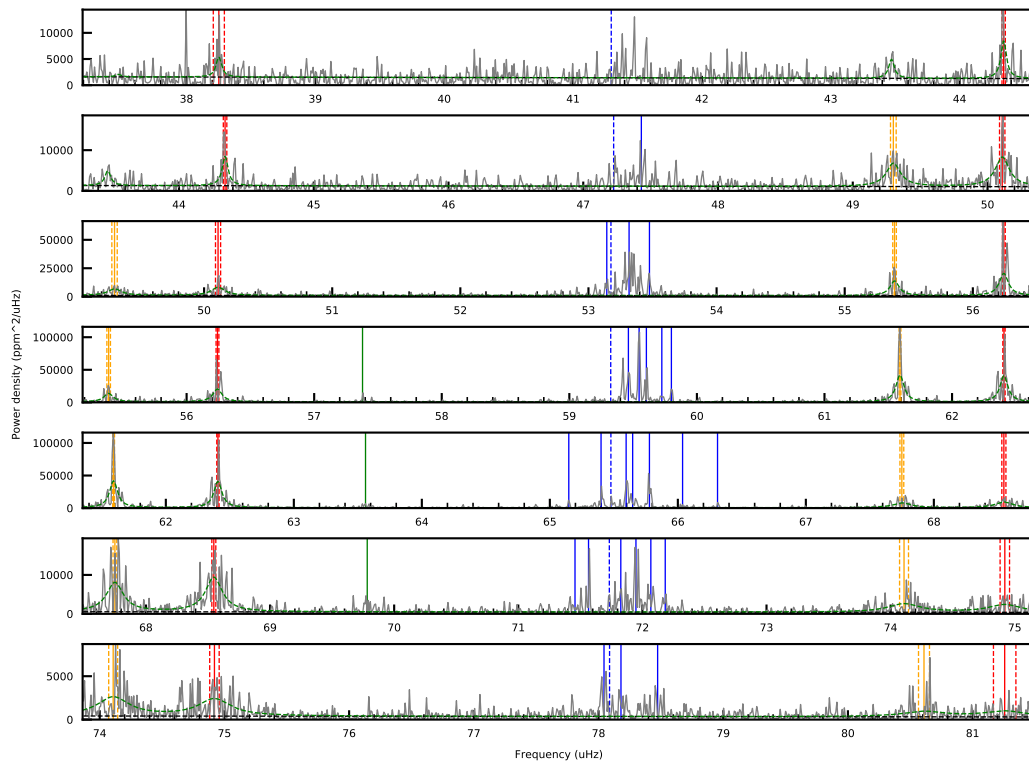 10000
5000
0
38 39 40 41 42 43 44
10000
0
44 45 46 47 48 49 50
50000
25000
0
50 51 52 53 54 55 56
100000
50000
0
56 57 58 59 60 61 62
100000
50000
0
62 63 64 65 66 67 68
10000
0
68 69 70 71 72 73 74 75
5000
0
74 75 76 77 78 79 80 81
Power density (ppm^2/uHz)
Frequency (uHz)